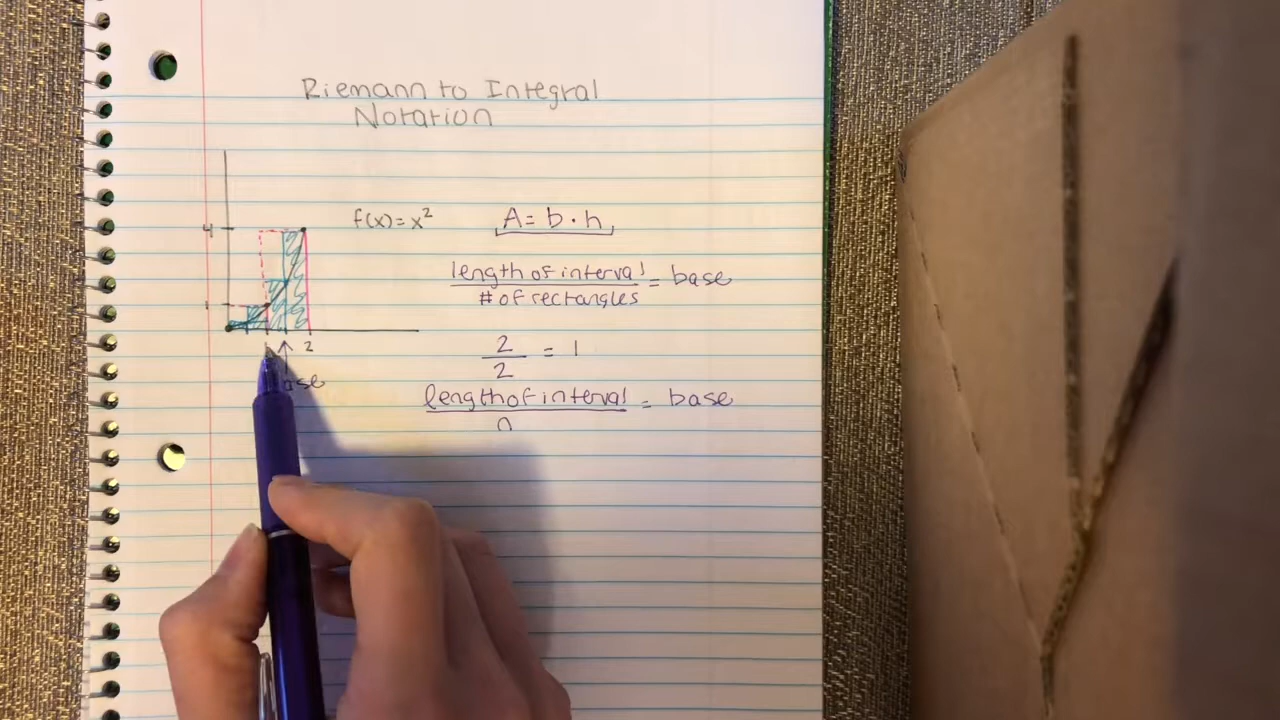 Riemann to Integral
Notation
f(x)=x²
A = b · h
4
length of interval
# of rectangles
= base
1
2
2
2
= 1
length of interval
n
= base